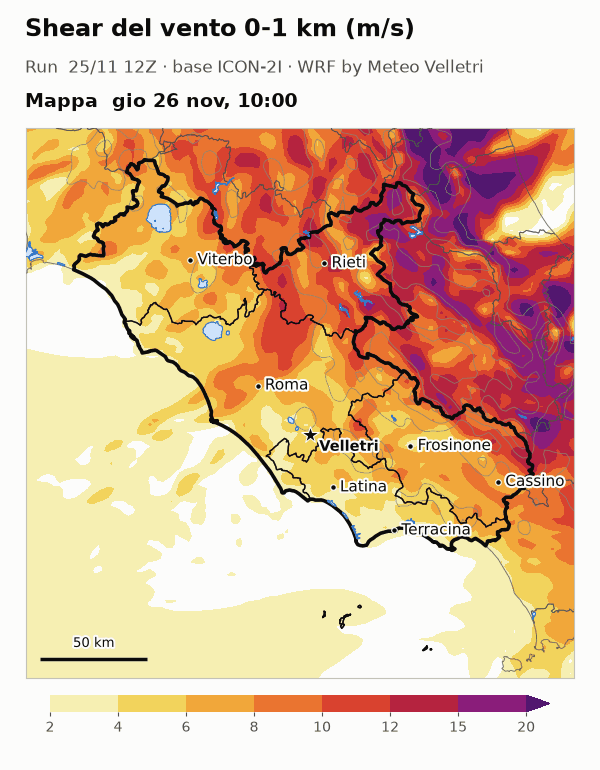 Shear del vento 0-1 km (m/s)
Run  25/11 12Z · base ICON-2I · WRF by Meteo Velletri
Mappa  gio 26 nov, 10:00
Viterbo
Rieti
Roma
Velletri
Frosinone
Latina
Cassino
Terracina
50 km
2 4 6 8 10 12 15 20